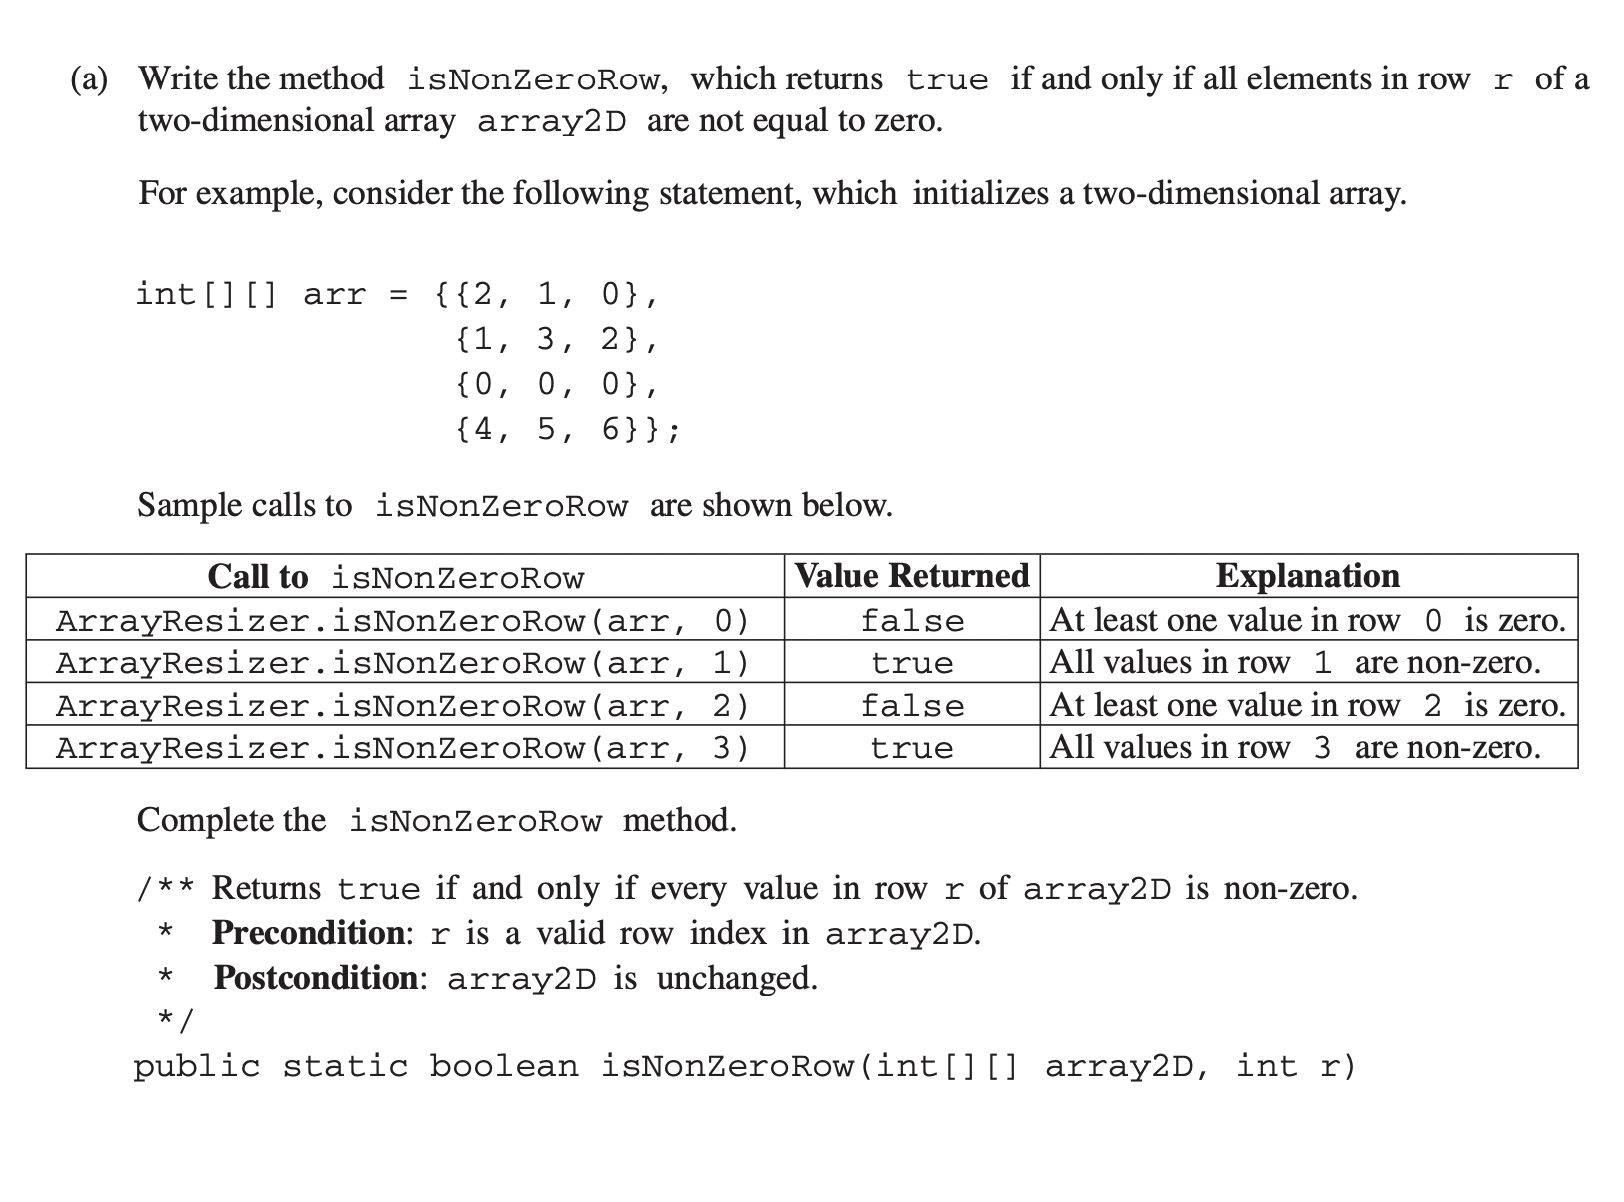 (a) Write the method isNonZeroRow, which returns true if and only if all elements in row r of a
two-dimensional array array2D are not equal to zero.
For example, consider the following statement, which initializes a two-dimensional array.
int[][] arr = {{2, 1, 0},
{1, 3, 2},
{0, 0, 0},
{4, 5, 6}};
Sample calls to isNonZeroRow are shown below.
Call to isNonZeroRow Value Returned Explanation
ArrayResizer.isNonZeroRow(arr, 0) false At least one value in row 0 is zero.
ArrayResizer.isNonZeroRow(arr, 1) true All values in row 1 are non-zero.
ArrayResizer.isNonZeroRow(arr, 2) false At least one value in row 2 is zero.
ArrayResizer.isNonZeroRow(arr, 3) true All values in row 3 are non-zero.
Complete the isNonZeroRow method.
/** Returns true if and only if every value in row r of array2D is non-zero.
* Precondition: r is a valid row index in array2D.
* Postcondition: array2D is unchanged.
*/
public static boolean isNonZeroRow(int[][] array2D, int r)